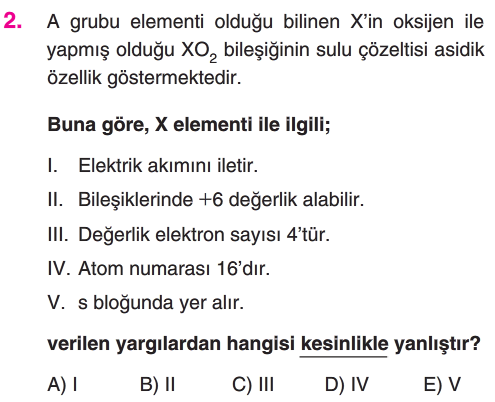 2. A grubu elementi olduğu bilinen X'in oksijen ile
yapmış olduğu XO₂ bileşiğinin sulu çözeltisi asidik
özellik göstermektedir.
Buna göre, X elementi ile ilgili;
I. Elektrik akımını iletir.
II. Bileşiklerinde +6 değerlik alabilir.
III. Değerlik elektron sayısı 4'tür.
IV. Atom numarası 16'dır.
V. s bloğunda yer alır.
verilen yargılardan hangisi kesinlikle yanlıştır?
A) I B) II C) III D) IV E) V